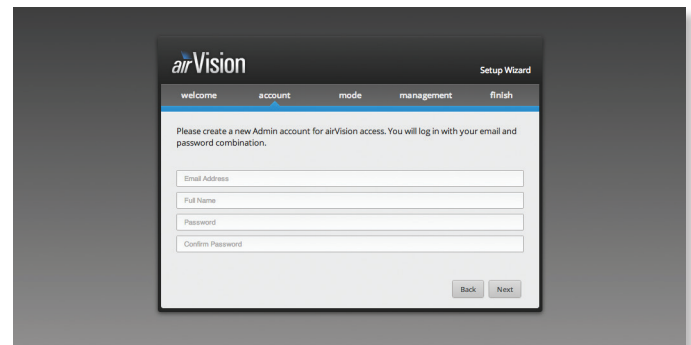 airVision
Setup Wizard
welcome account mode management finish
Please create a new Admin account for airVision access. You will log in with your email and
password combination.
Email Address
Full Name
Password
Confirm Password
Back Next